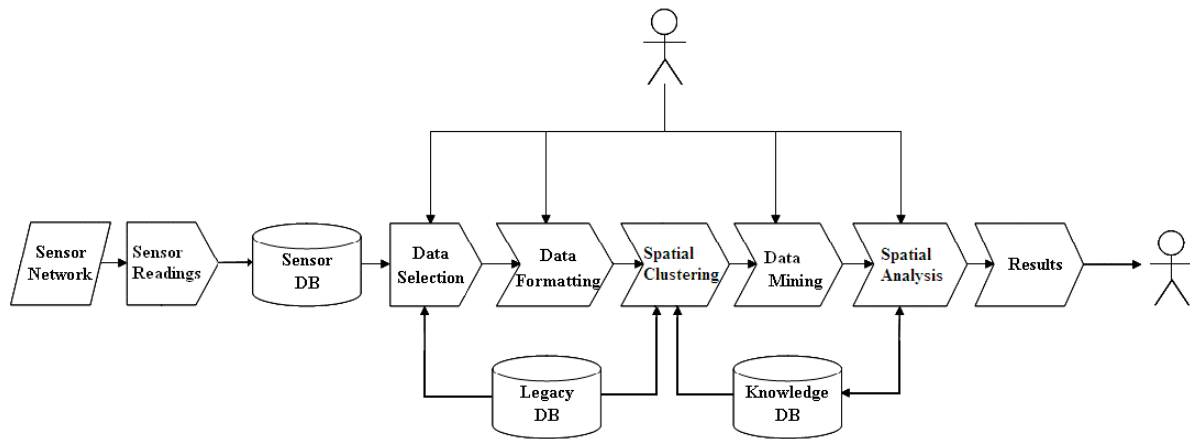 Sensor
Network
Sensor
Readings
Sensor
DB
Data
Selection
Data
Formatting
Spatial
Clustering
Data
Mining
Spatial
Analysis
Results
Legacy
DB
Knowledge
DB